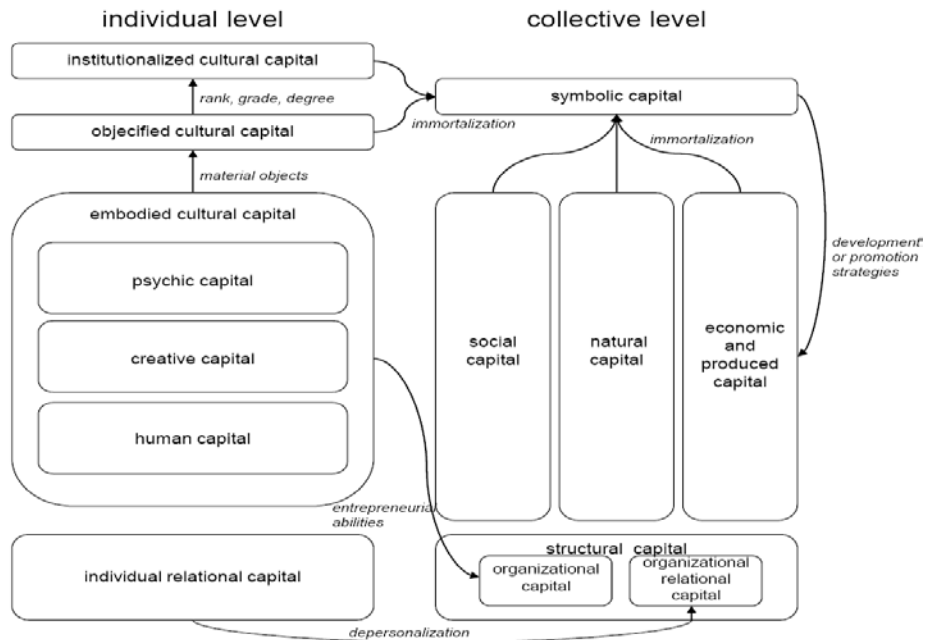 individual level
collective level
institutionalized cultural capital
rank, grade, degree
objecified cultural capital
immortalization
symbolic capital
immortalization
material objects
embodied cultural capital
psychic capital
creative capital
human capital
social
capital
natural
capital
economic
and
produced
capital
development'
or promotion
strategies
entrepreneurial
abilities
individual relational capital
structural capital
organizational
capital
organizational
relational
capital
depersonalization